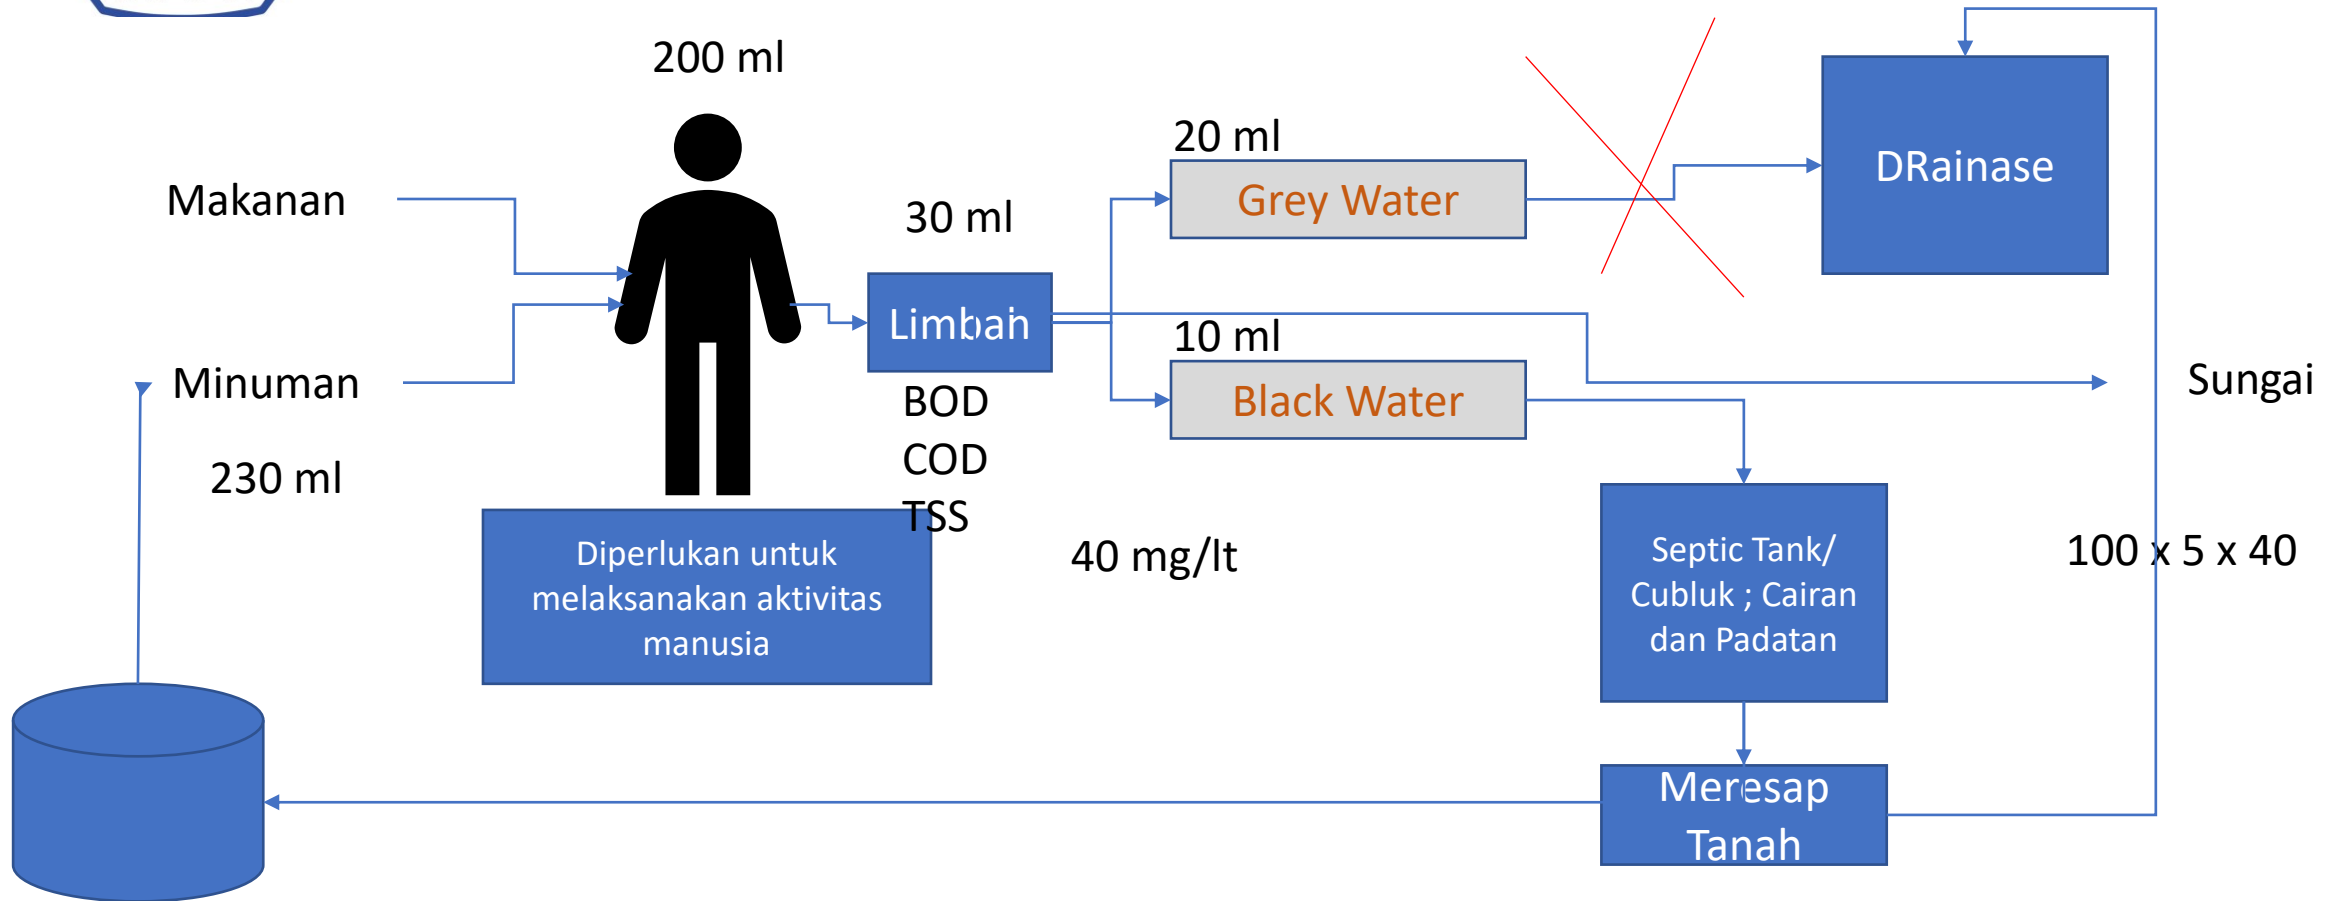 200 ml
Makanan
Minuman
230 ml
30 ml
Limbah
BOD
COD
TSS
Diperlukan untuk
melaksanakan aktivitas
manusia
40 mg/lt
20 ml
Grey Water
10 ml
Black Water
DRainase
Sungai
Septic Tank/
Cubluk ; Cairan
dan Padatan
100 x 5 x 40
Meresap
Tanah